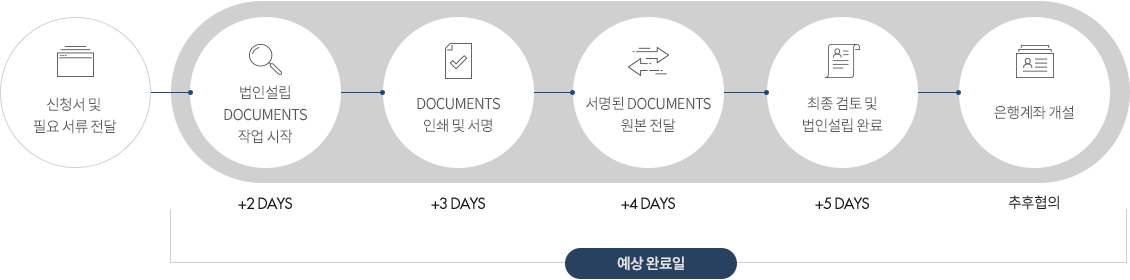 신청서 및
필요 서류 전달
법인설립
DOCUMENTS
작업 시작
DOCUMENTS
인쇄 및 서명
서명된 DOCUMENTS
원본 전달
최종 검토 및
법인설립 완료
은행계좌 개설
+2 DAYS
+3 DAYS
+4 DAYS
+5 DAYS
추후협의
예상 완료일